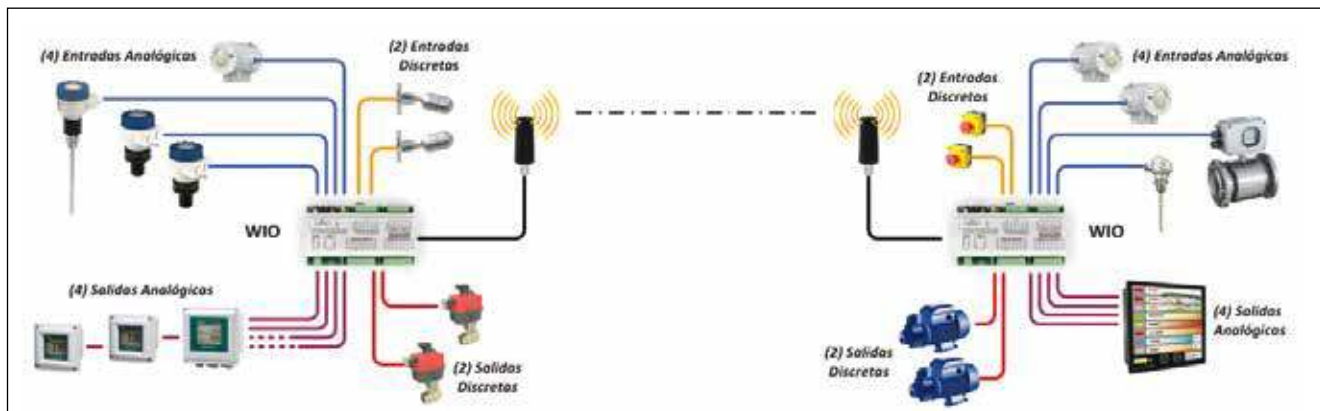 (4) Entradas Analógicas
(2) Entradas
Discretas
WIO
(4) Salidas Analógicas
(2) Salidas
Discretas
(4) Entradas Analógicas
(2) Entradas
Discretas
WIO
(4) Salidas
Analógicas
(2) Salidas
Discretas